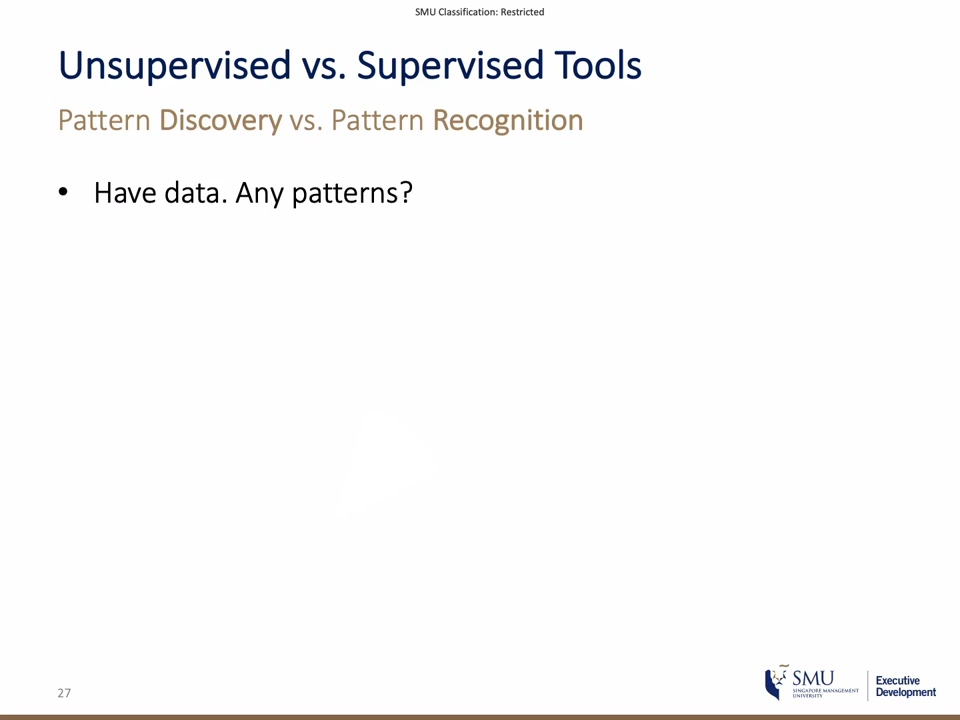 SMU Classification: Restricted
Unsupervised vs. Supervised Tools
Pattern Discovery vs. Pattern Recognition
• Have data. Any patterns?
27
SMU
SINGAPORE MANAGEMENT
UNIVERSITY
Executive
Development